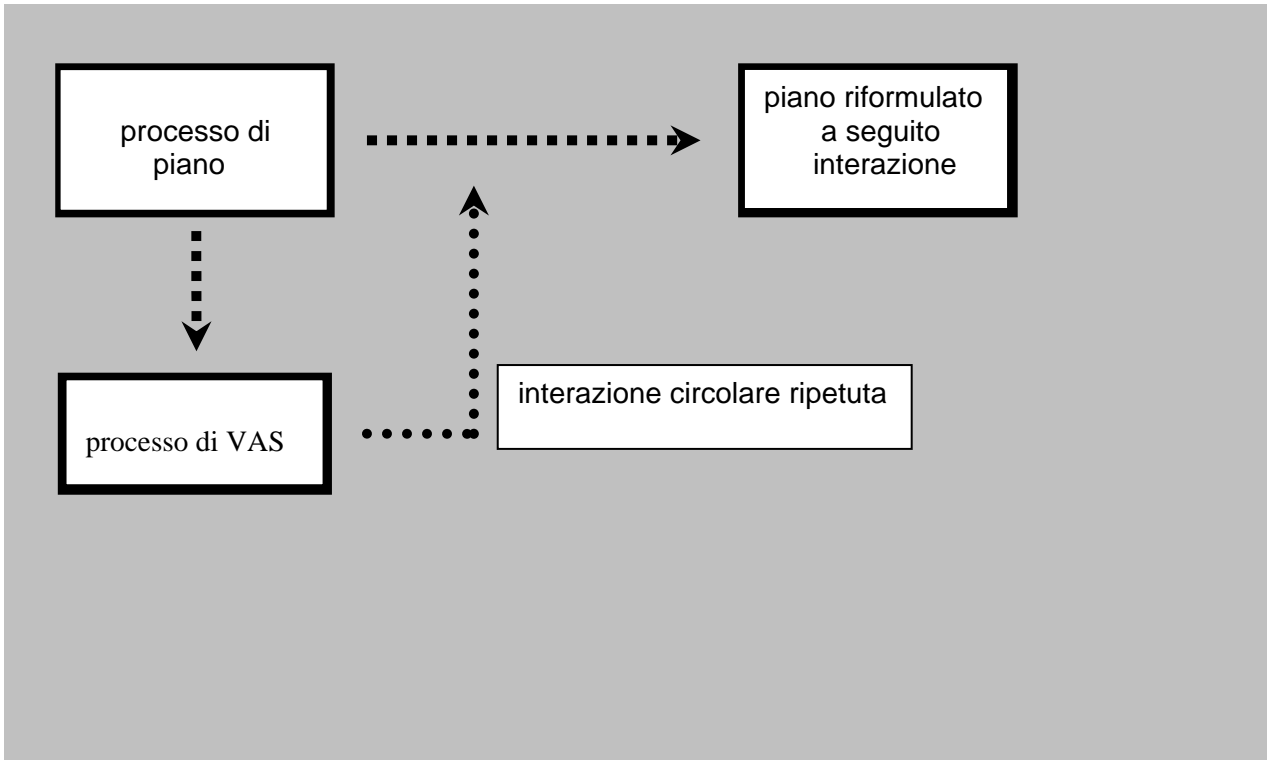 processo di
piano
piano riformulato
a seguito
interazione
interazione circolare ripetuta
processo di VAS